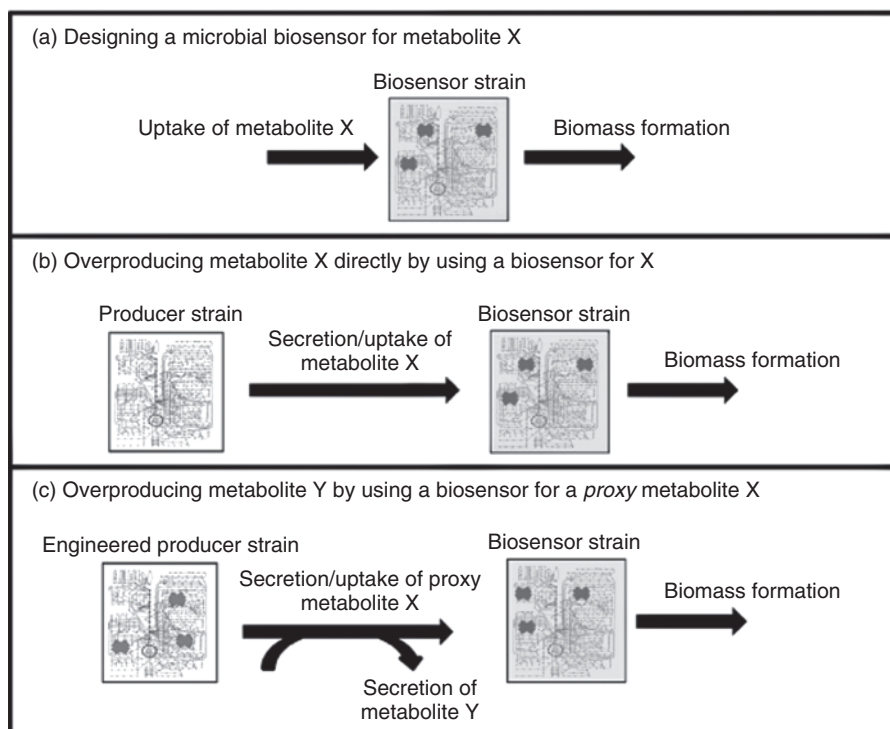 (a) Designing a microbial biosensor for metabolite X
Biosensor strain
Uptake of metabolite X
Biomass formation
(b) Overproducing metabolite X directly by using a biosensor for X
Producer strain
Secretion/uptake of
metabolite X
Biosensor strain
Biomass formation
(c) Overproducing metabolite Y by using a biosensor for a proxy metabolite X
Engineered producer strain
Secretion/uptake of proxy
metabolite X
Biosensor strain
Biomass formation
Secretion of
metabolite Y